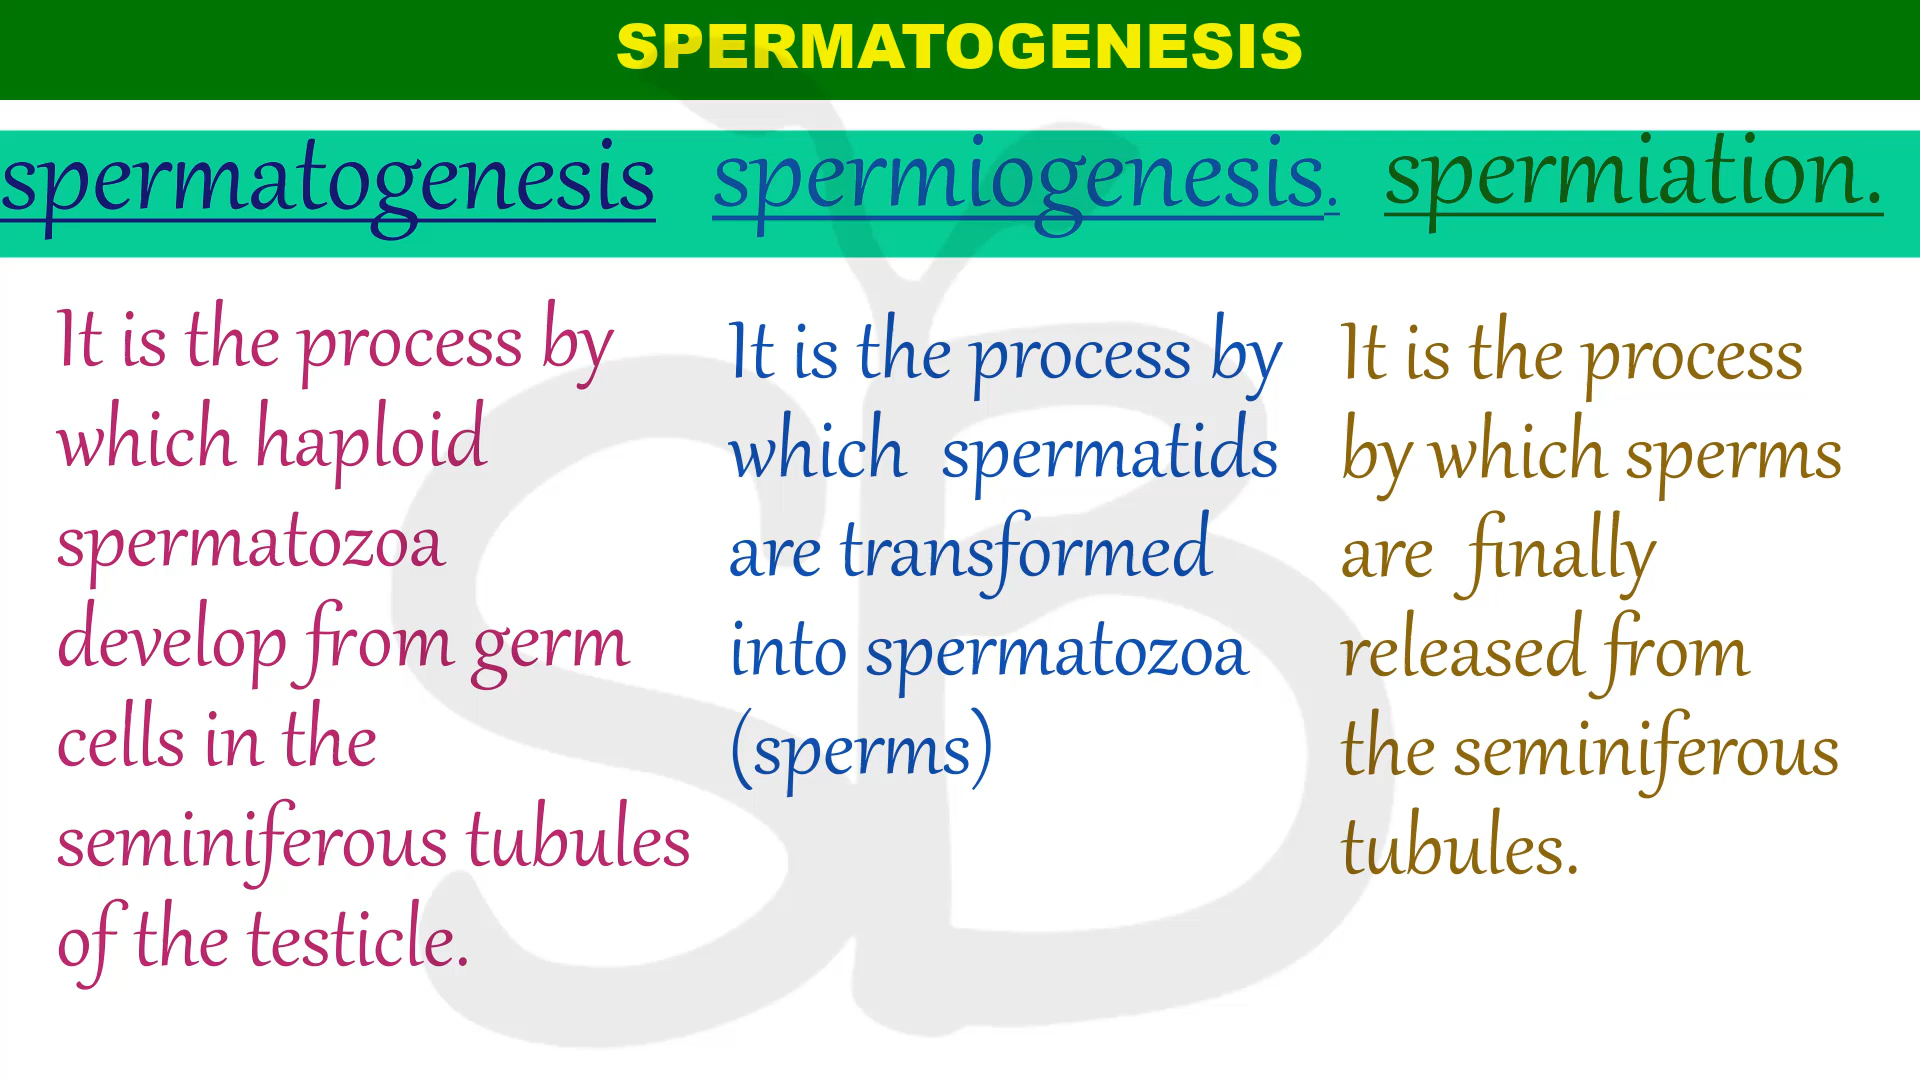 SPERMATOGENESIS
spermatogenesis
spermiogenesis.
spermiation.
It is the process by
which haploid
spermatozoa
develop from germ
cells in the
seminiferous tubules
of the testicle.
It is the process by
which spermatids
are transformed
into spermatozoa
(sperms)
It is the process
by which sperms
are finally
released from
the seminiferous
tubules.
SB